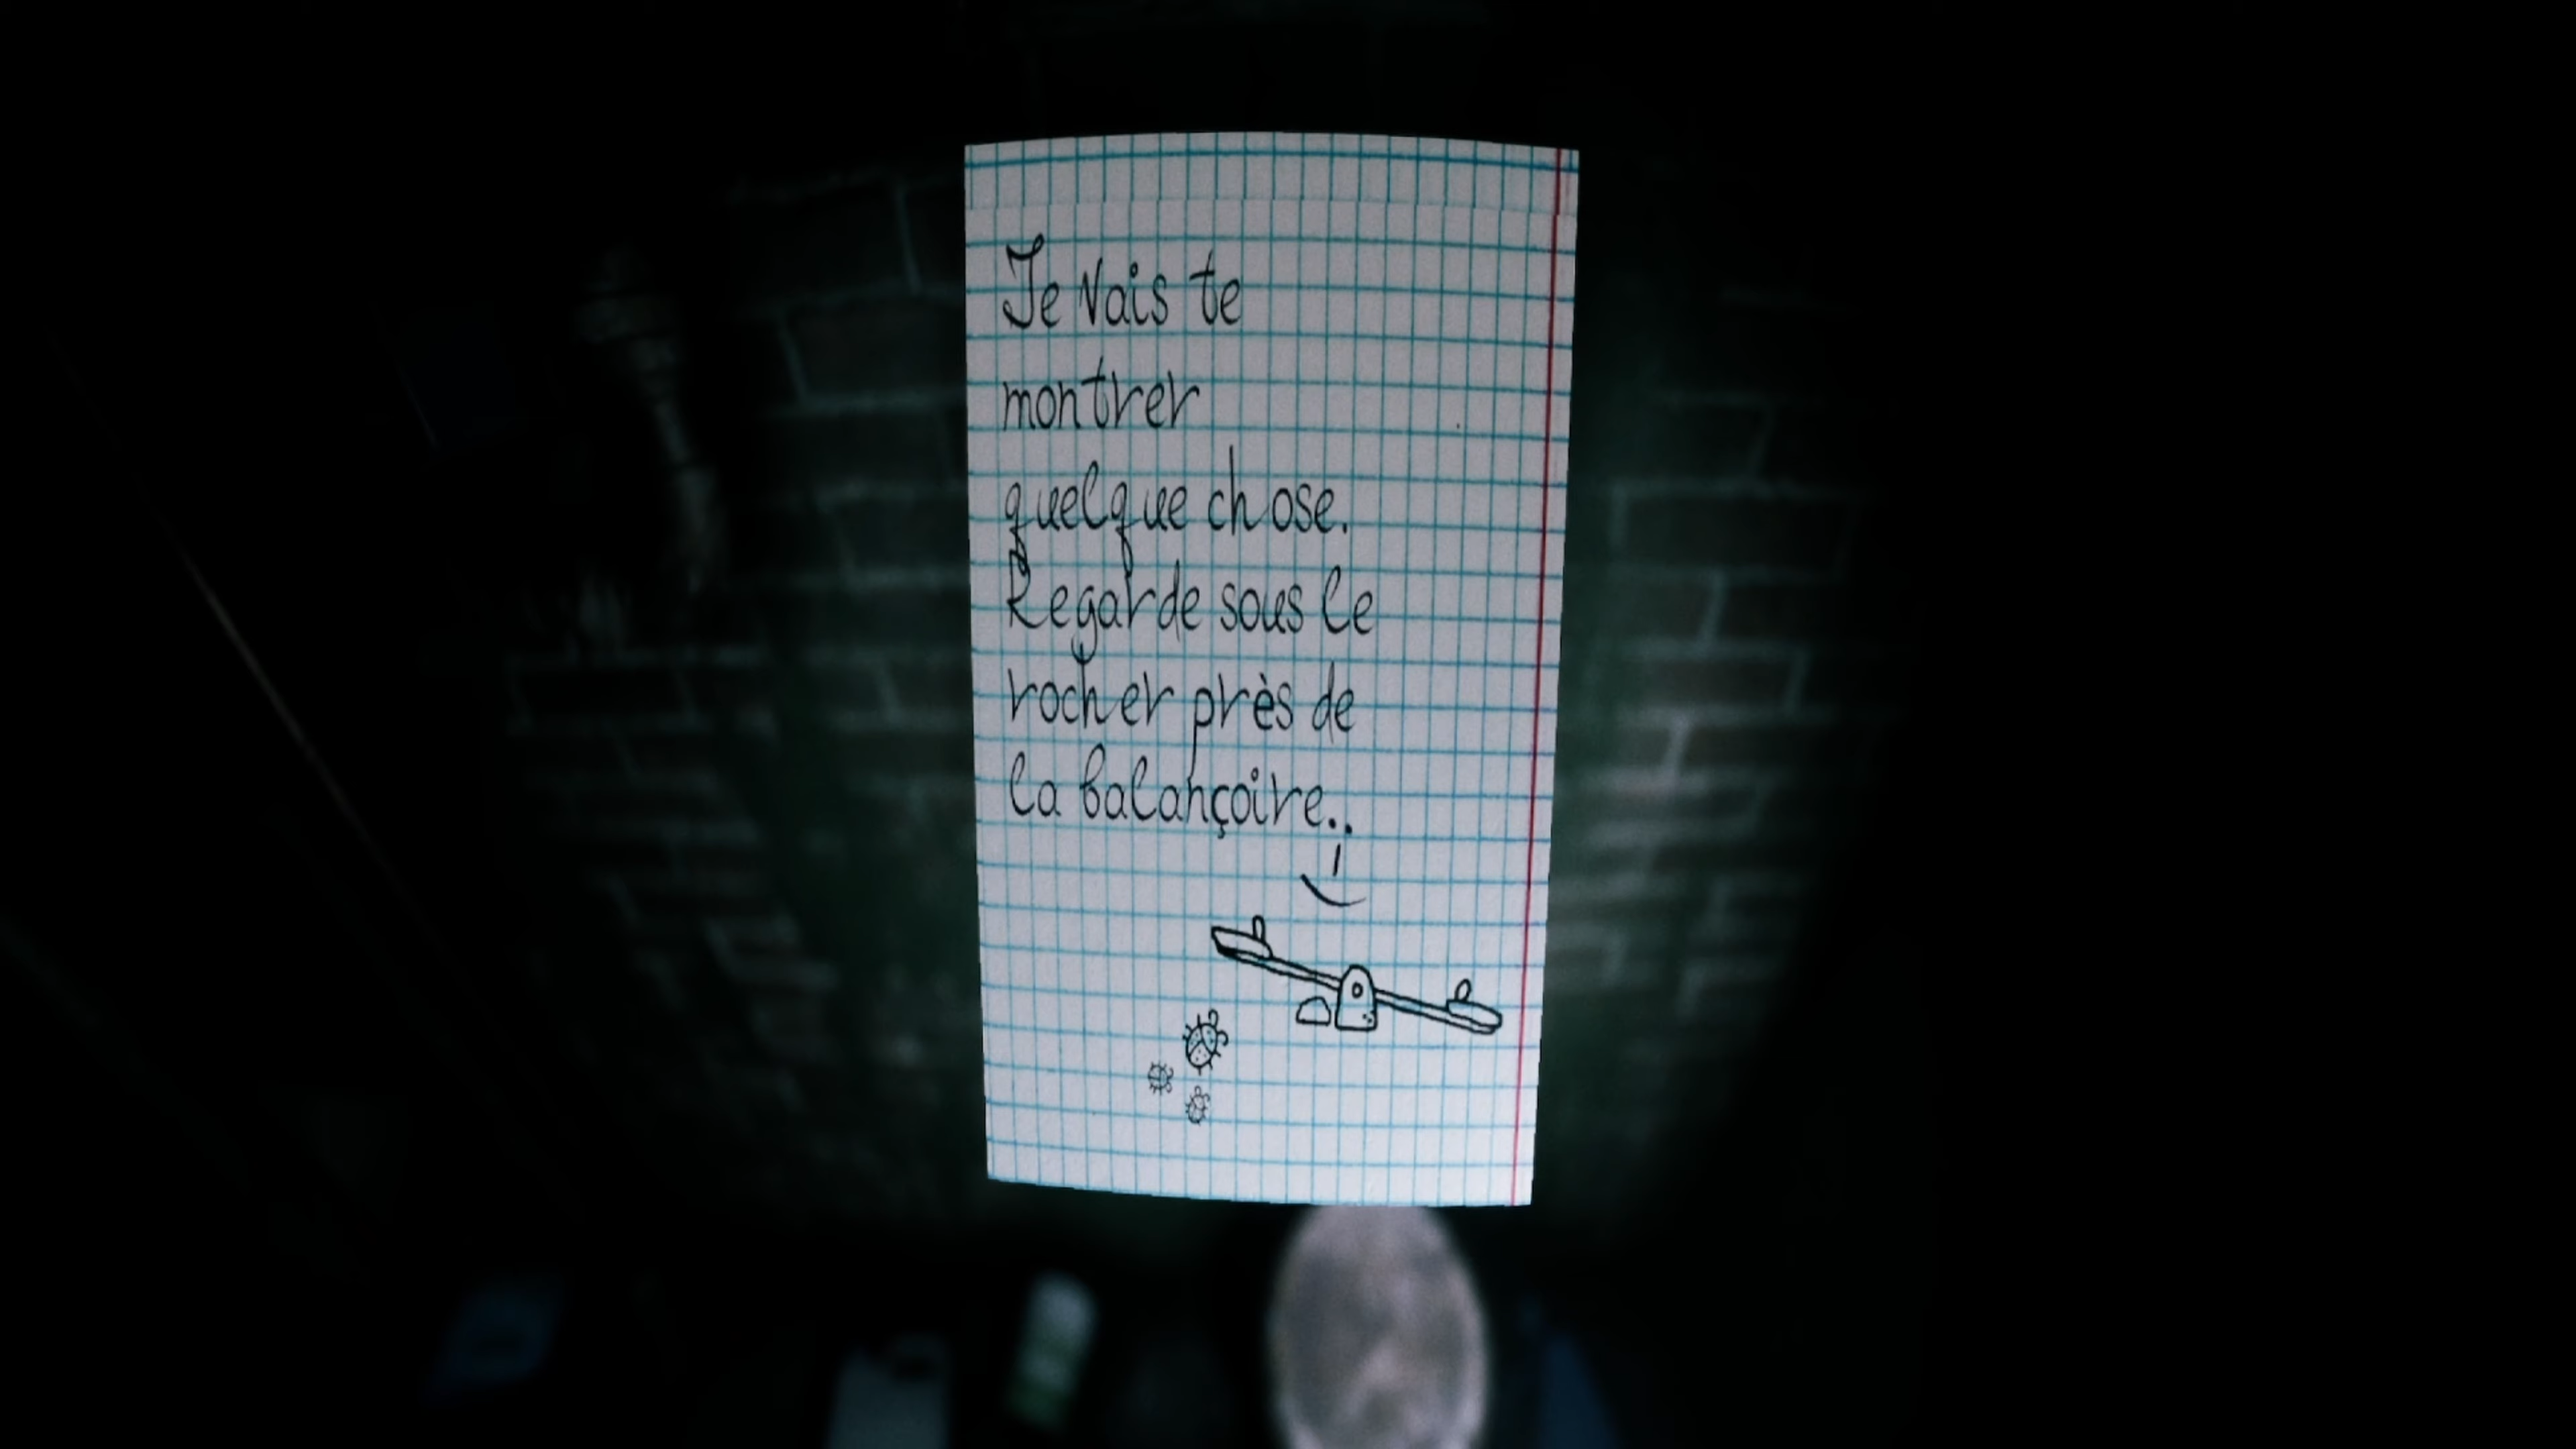 Je vais te
montrer
quelque chose.
Regarde sous le
rocher près de
la balançoire..